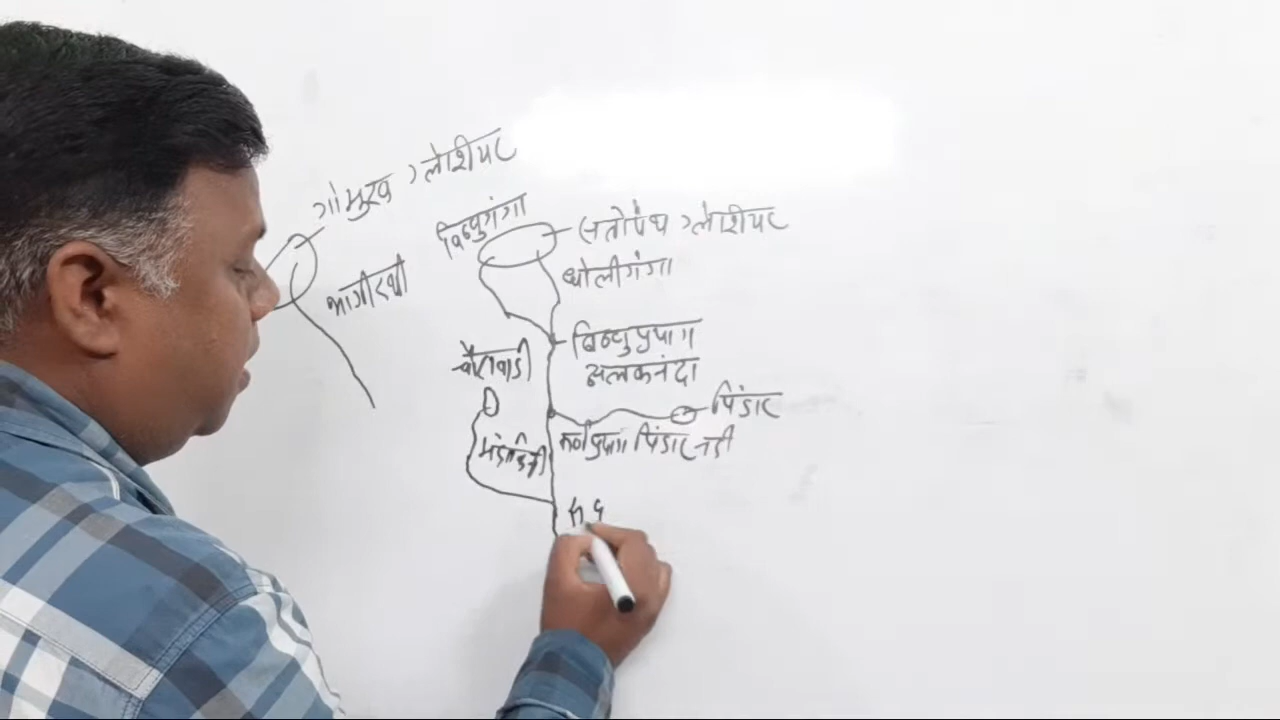 गोमुख ग्लेशियर
भागीरथी
विष्णुगंगा
सतोपंथ ग्लेशियर
धोलीगंगा
विष्णुप्रयाग
अलकनंदा
चौराबाडी
पिंडार
कर्णप्रयाग पिंडार नदी